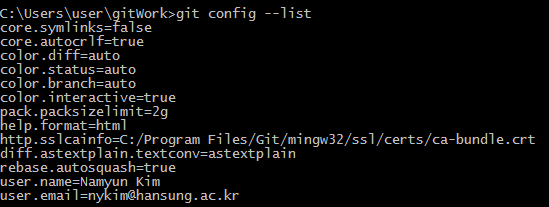 C:\Users\user\gitWork>git config --list
core.symlinks=false
core.autocrlf=true
color.diff=auto
color.status=auto
color.branch=auto
color.interactive=true
pack.packsizelimit=2g
help.format=html
http.sslcainfo=C:/Program Files/Git/mingw32/ssl/certs/ca-bundle.crt
diff.astextplain.textconv=astextplain
rebase.autosquash=true
user.name=Namyun Kim
user.email=nykim@hansung.ac.kr